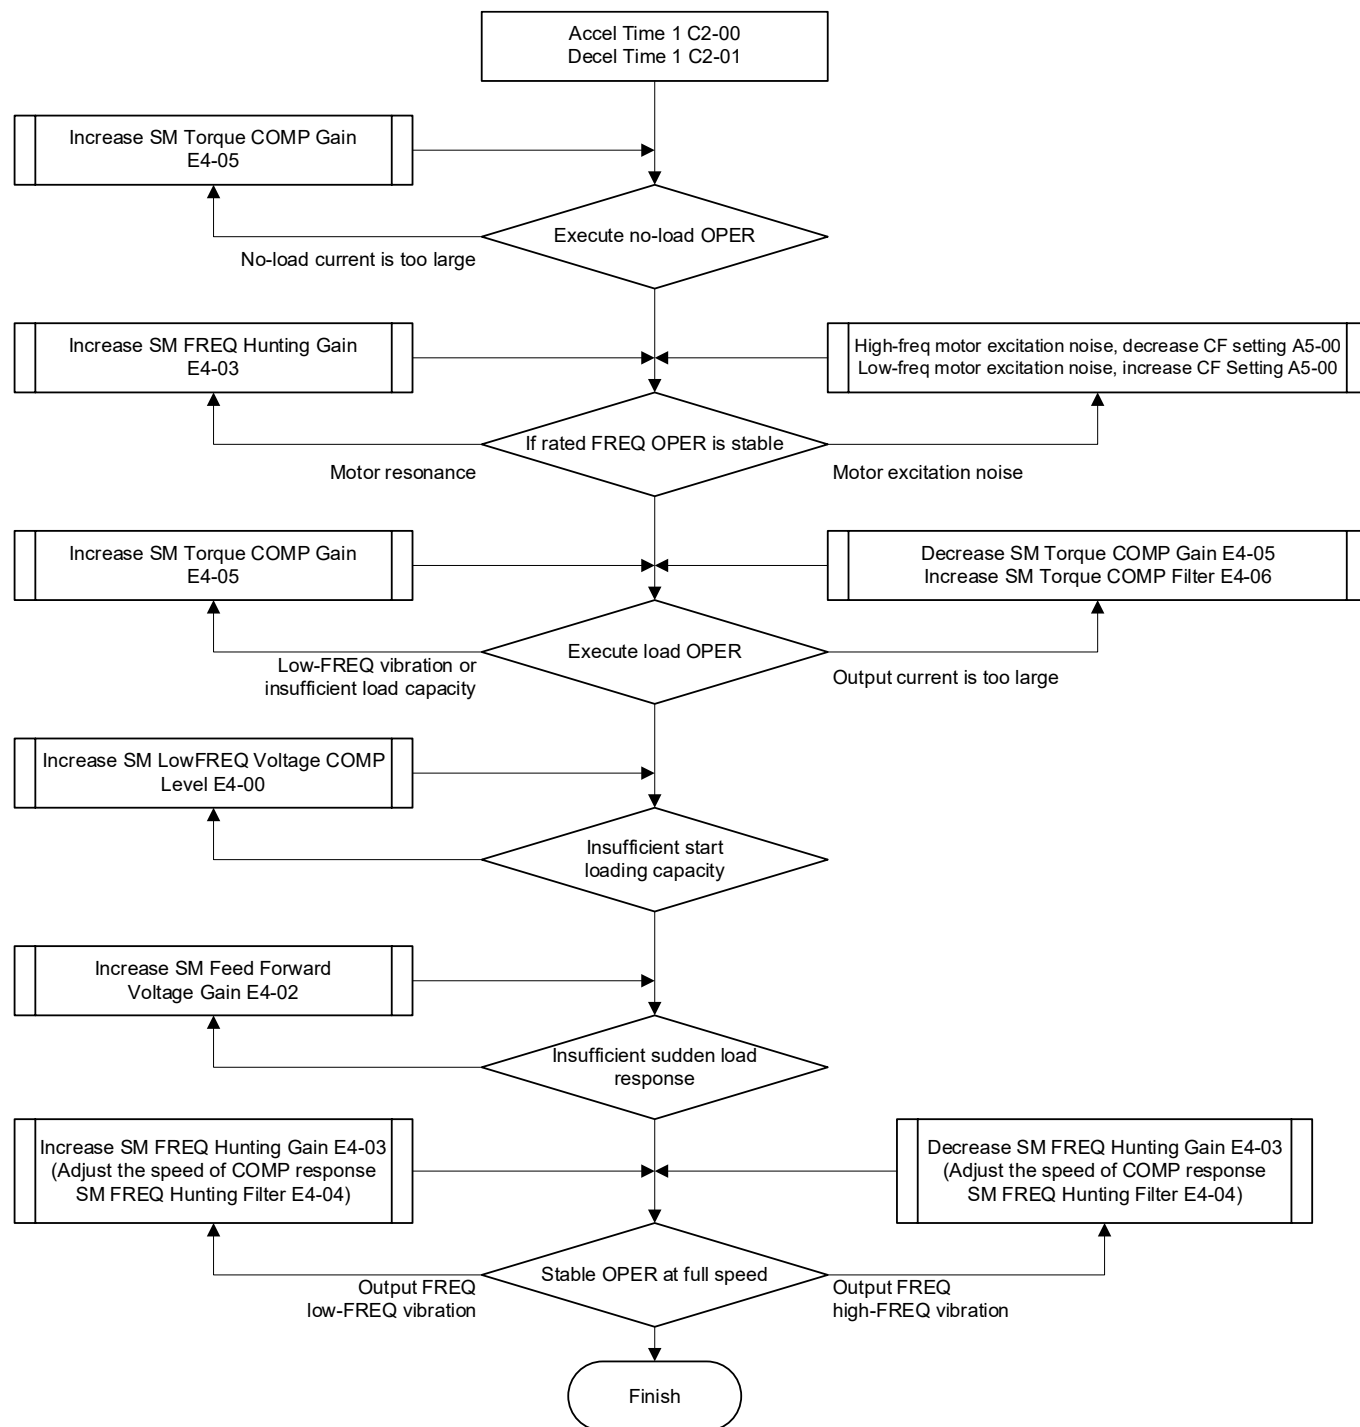 Accel Time 1 C2-00
Decel Time 1 C2-01
Increase SM Torque COMP Gain
E4-05
Execute no-load OPER
No-load current is too large
Increase SM FREQ Hunting Gain
E4-03
High-freq motor excitation noise, decrease CF setting A5-00
Low-freq motor excitation noise, increase CF Setting A5-00
If rated FREQ OPER is stable
Motor resonance
Motor excitation noise
Increase SM Torque COMP Gain
E4-05
Decrease SM Torque COMP Gain E4-05
Increase SM Torque COMP Filter E4-06
Execute load OPER
Low-FREQ vibration or
insufficient load capacity
Output current is too large
Increase SM LowFREQ Voltage COMP
Level E4-00
Insufficient start
loading capacity
Increase SM Feed Forward
Voltage Gain E4-02
Insufficient sudden load
response
Increase SM FREQ Hunting Gain E4-03
(Adjust the speed of COMP response
SM FREQ Hunting Filter E4-04)
Decrease SM FREQ Hunting Gain E4-03
(Adjust the speed of COMP response
SM FREQ Hunting Filter E4-04)
Stable OPER at full speed
Output FREQ
low-FREQ vibration
Output FREQ
high-FREQ vibration
Finish